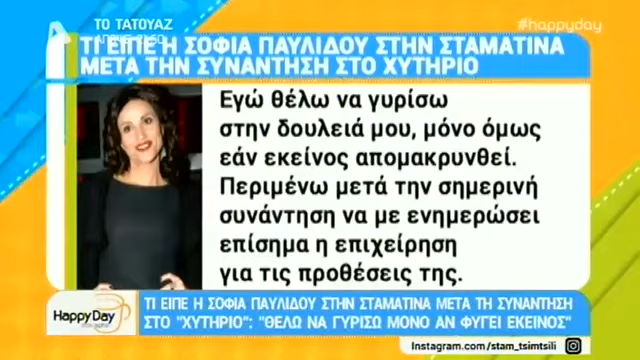 ΤΟ ΤΑΤΟΥΑΖ
#happyday
ΤΙ ΕΙΠΕ Η ΣΟΦΙΑ ΠΑΥΛΙΔΟΥ ΣΤΗΝ ΣΤΑΜΑΤΙΝΑ
ΜΕΤΑ ΤΗΝ ΣΥΝΑΝΤΗΣΗ ΣΤΟ ΧΥΤΗΡΙΟ
Εγώ θέλω να γυρίσω
στην δουλειά μου, μόνο όμως
εάν εκείνος απομακρυνθεί.
Περιμένω μετά την σημερινή
συνάντηση να με ενημερώσει
επίσημα η επιχείρηση
για τις προθέσεις της.
Happy Day
ΤΙ ΕΙΠΕ Η ΣΟΦΙΑ ΠΑΥΛΙΔΟΥ ΣΤΗΝ ΣΤΑΜΑΤΙΝΑ ΜΕΤΑ ΤΗ ΣΥΝΑΝΤΗΣΗ
ΣΤΟ "ΧΥΤΗΡΙΟ": "ΘΕΛΩ ΝΑ ΓΥΡΙΣΩ ΜΟΝΟ ΑΝ ΦΥΓΕΙ ΕΚΕΙΝΟΣ"
Instagram.com/stam_tsimtsili